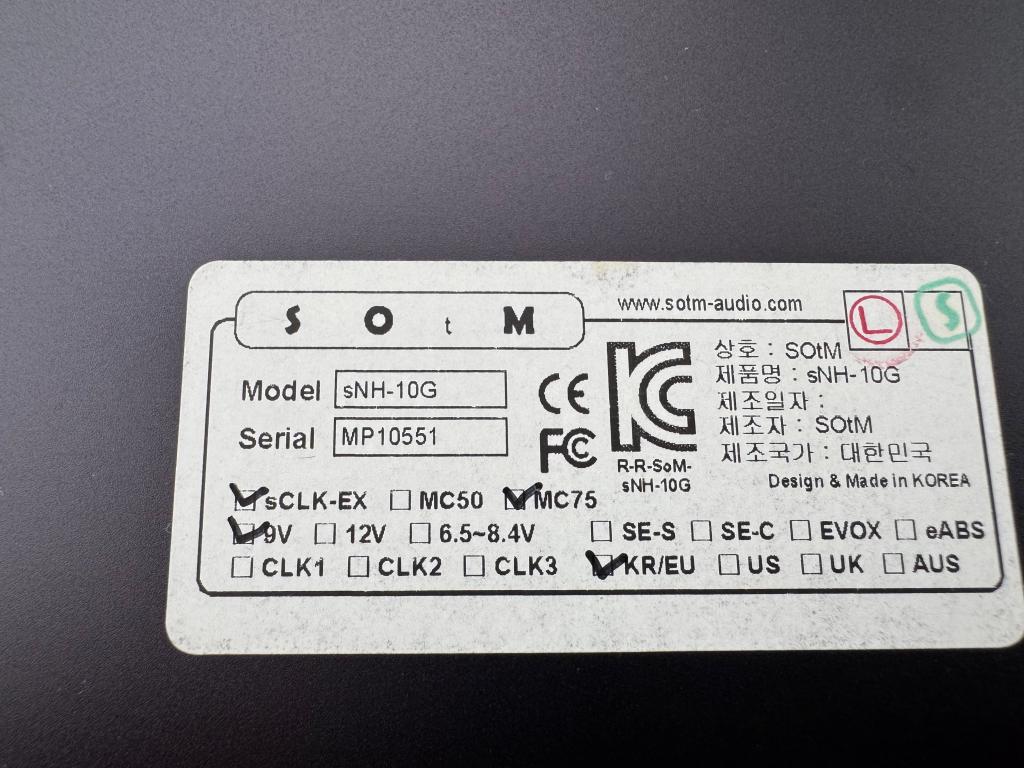 S O t M
www.sotm-audio.com
L S
Model sNH-10G
Serial MP10551
CE
FC
KC
R-R-SoM-
sNH-10G
상호 : SOtM
제품명 : sNH-10G
제조일자 :
제조자 : SOtM
제조국가 : 대한민국
Design & Made in KOREA
sCLK-EX MC50 MC75
9V 12V 6.5~8.4V SE-S SE-C EVOX eABS
CLK1 CLK2 CLK3 KR/EU US UK AUS